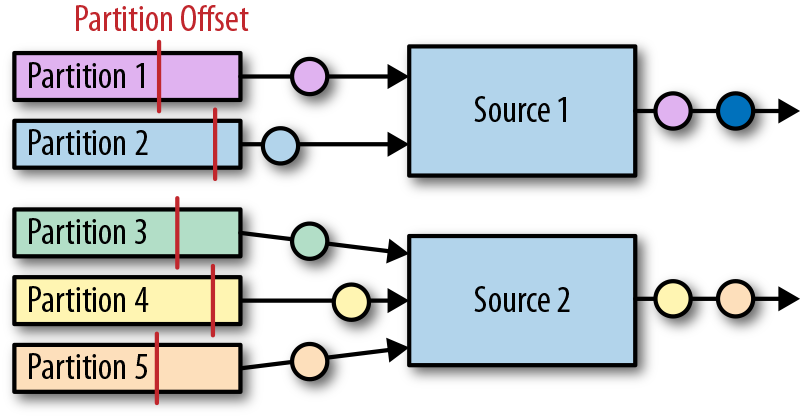 Partition Offset
Partition 1
Partition 2
Source 1
Partition 3
Partition 4
Partition 5
Source 2